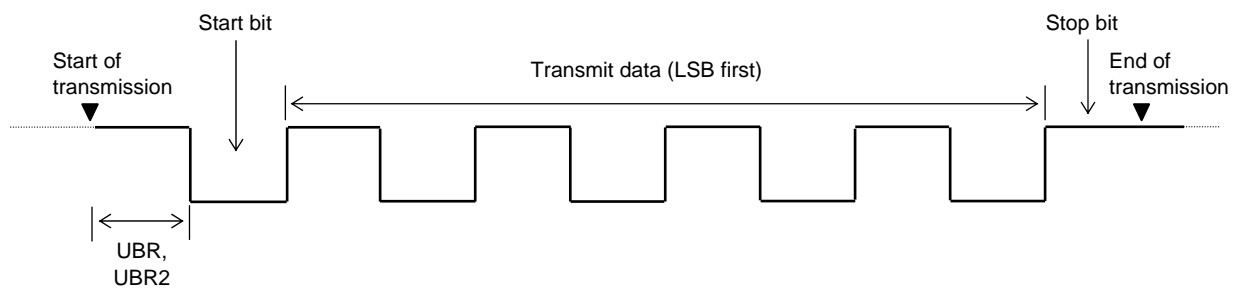 Start bit
Stop bit
Start of
transmission
Transmit data (LSB first)
End of
transmission
UBR,
UBR2